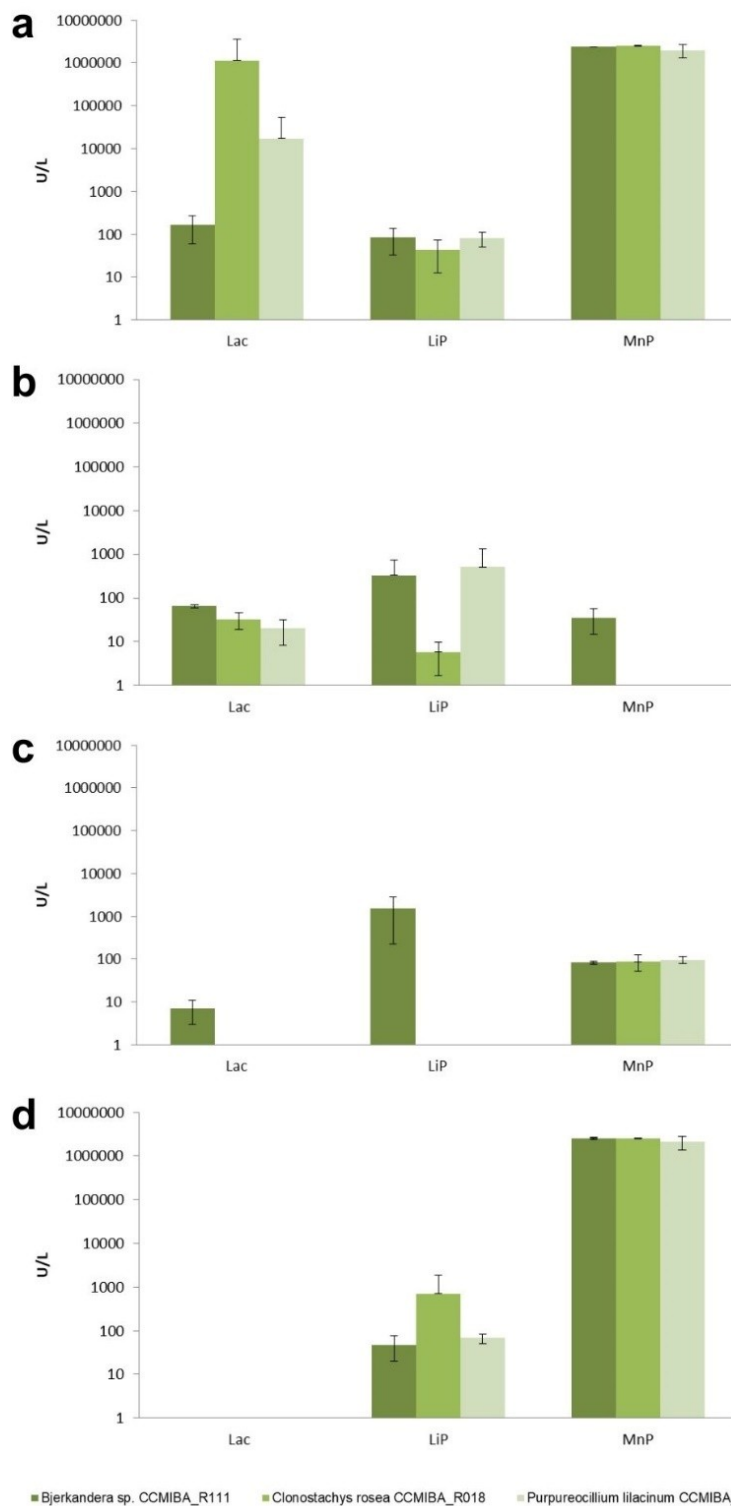 a
10000000
1000000
100000
10000
1000
100
10
1
U/L
Lac LiP MnP
b
10000000
1000000
100000
10000
1000
100
10
1
U/L
Lac LiP MnP
c
10000000
1000000
100000
10000
1000
100
10
1
U/L
Lac LiP MnP
d
10000000
1000000
100000
10000
1000
100
10
1
U/L
Lac LiP MnP
Bjerkandera sp. CCMIBA_R111 Clonostachys rosea CCMIBA_R018 Purpureocillium lilacinum CCMIBA